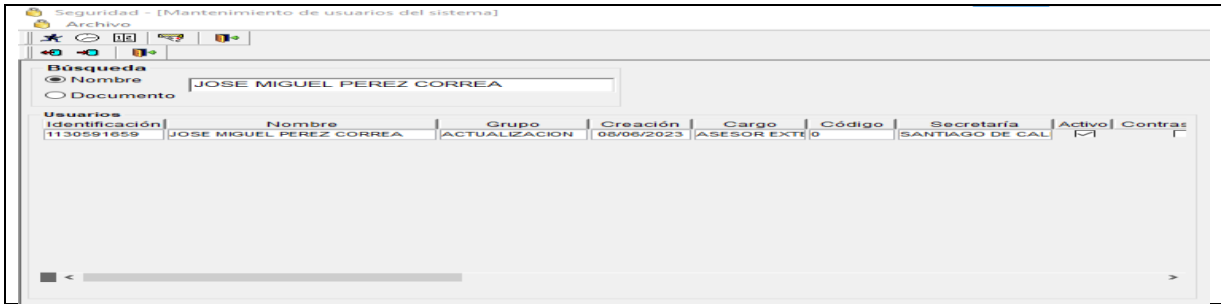 Seguridad - [Mantenimiento de usuarios del sistema]
Archivo
Búsqueda
Nombre
JOSE MIGUEL PEREZ CORREA
Documento
Usuarios
Identificación Nombre Grupo Creación Cargo Código Secretaría Activo Contras
1130591659 JOSE MIGUEL PEREZ CORREA ACTUALIZACION 08/06/2023 ASESOR EXTE 0 SANTIAGO DE CAL